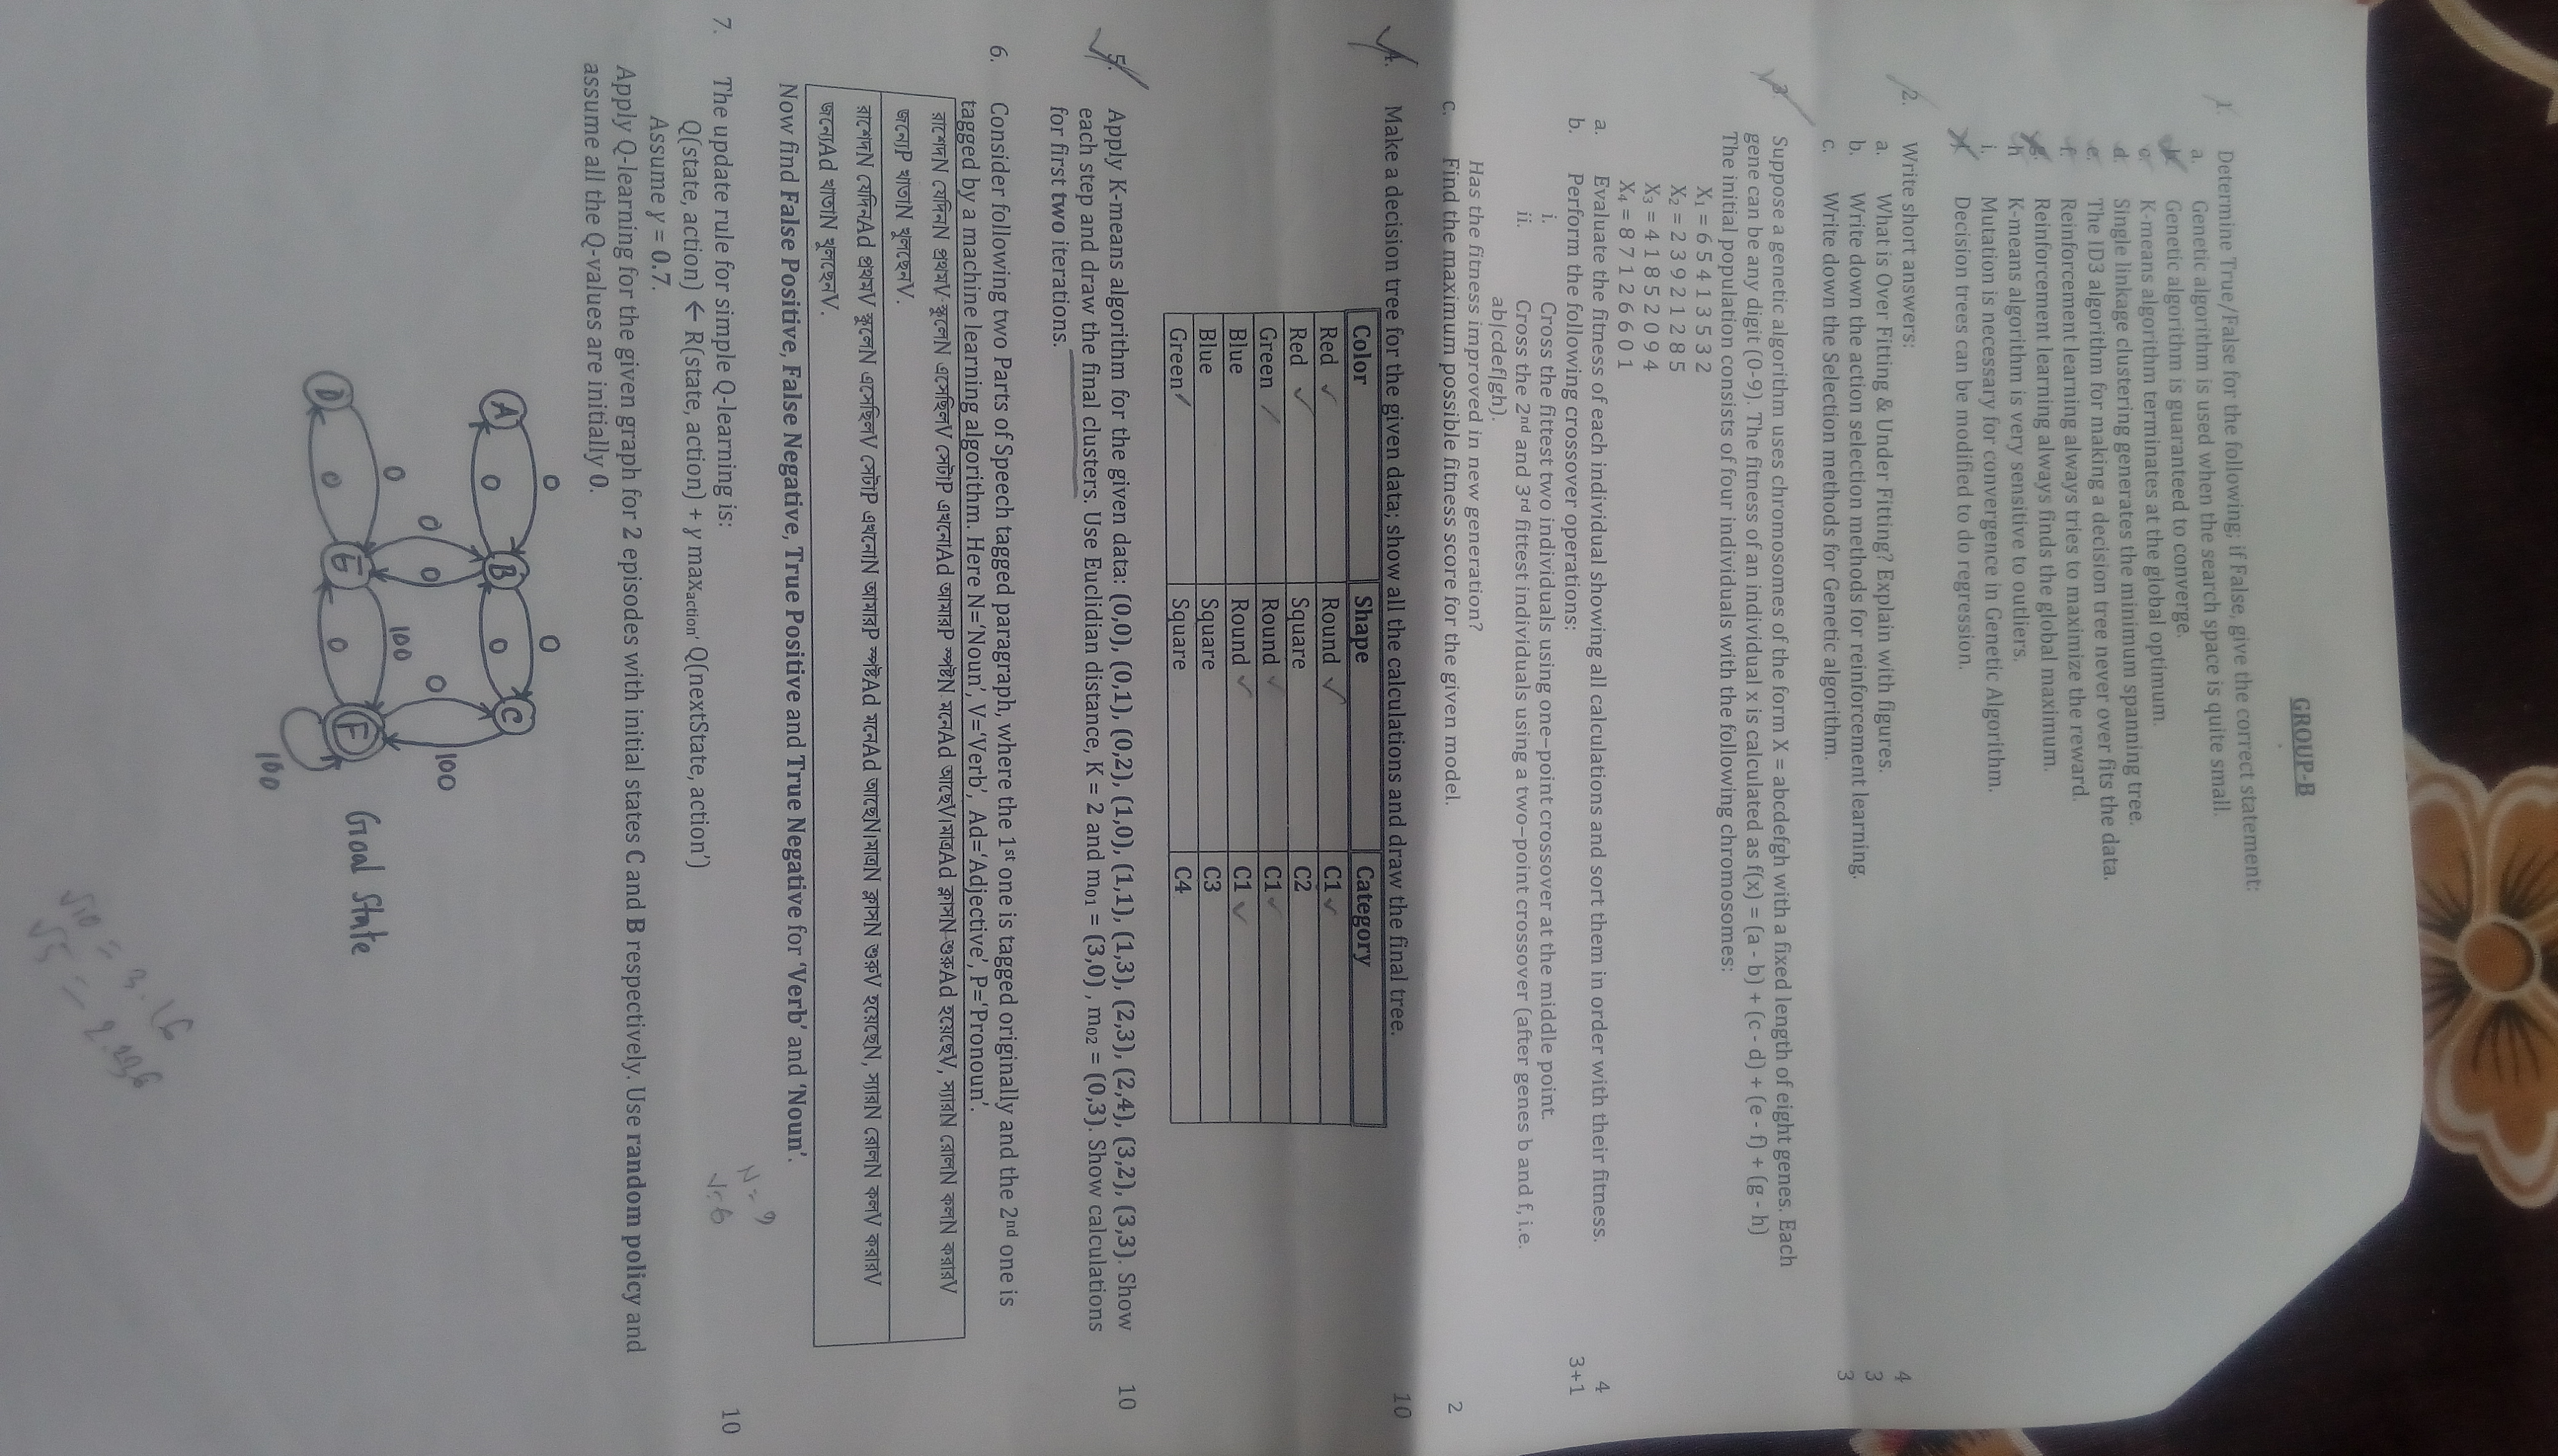 GROUP-B
1. Determine True/False for the following; if False, give the correct statement:
a. Genetic algorithm is used when the search space is quite small.
b. Genetic algorithm is guaranteed to converge.
c. K-means algorithm terminates at the global optimum.
d. Single linkage clustering generates the minimum spanning tree.
e. The ID3 algorithm for making a decision tree never over fits the data.
f. Reinforcement learning always tries to maximize the reward.
g. Reinforcement learning always finds the global maximum.
h K-means algorithm is very sensitive to outliers.
i. Mutation is necessary for convergence in Genetic Algorithm.
Decision trees can be modified to do regression.
2. Write short answers:
a. What is Over Fitting & Under Fitting? Explain with figures. 4
b. Write down the action selection methods for reinforcement learning. 3
c. Write down the Selection methods for Genetic algorithm. 3
3. Suppose a genetic algorithm uses chromosomes of the form X = abcdefgh with a fixed length of eight genes. Each
gene can be any digit (0-9). The fitness of an individual x is calculated as f(x) = (a - b) + (c - d) + (e - f) + (g - h)
The initial population consists of four individuals with the following chromosomes:
X1 = 6 5 4 1 3 5 3 2
X2 = 2 3 9 2 1 2 8 5
X3 = 4 1 8 5 2 0 9 4
X4 = 8 7 1 2 6 6 0 1
a. Evaluate the fitness of each individual showing all calculations and sort them in order with their fitness. 4
b. Perform the following crossover operations: 3+1
i. Cross the fittest two individuals using one–point crossover at the middle point.
ii. Cross the 2nd and 3rd fittest individuals using a two–point crossover (after genes b and f, i.e.
ab|cdef|gh).
Has the fitness improved in new generation?
c. Find the maximum possible fitness score for the given model. 2
4. Make a decision tree for the given data; show all the calculations and draw the final tree. 10
Color Shape Category
Red Round C1
Red Square C2
Green Round C1
Blue Round C1
Blue Square C3
Green Square C4
5. Apply K-means algorithm for the given data: (0,0), (0,1), (0,2), (1,0), (1,1), (1,3), (2,3), (2,4), (3,2), (3,3). Show 10
each step and draw the final clusters. Use Euclidian distance, K = 2 and m01 = (3,0) , m02 = (0,3). Show calculations
for first two iterations.
6. Consider following two Parts of Speech tagged paragraph, where the 1st one is tagged originally and the 2nd one is
tagged by a machine learning algorithm. Here N='Noun', V='Verb', Ad='Adjective', P='Pronoun'.
রাশেদN যেদিনN প্রথমV স্কুলেN এসেছিলV সেটাP এখনোAd আমারP স্পষ্টN মনেAd আছেV।মাত্রAd ক্লাসN শুরুAd হয়েছেV, স্যারN রোলN কলN করারV
জন্যেP খাতাN খুলছেনV.
রাশেদN যেদিনAd প্রথমV স্কুলেN এসেছিলV সেটাP এখনোN আমারP স্পষ্টAd মনেAd আছেN।মাত্রN ক্লাসN শুরুV হয়েছেN, স্যারN রোলN কলV করারV
জন্যেAd খাতাN খুলছেনV.
Now find False Positive, False Negative, True Positive and True Negative for 'Verb' and 'Noun'.
N = 9
V = 6
7. The update rule for simple Q-learning is: 10
Q(state, action) ← R(state, action) + γ maxaction' Q(nextState, action')
Assume γ = 0.7.
Apply Q-learning for the given graph for 2 episodes with initial states C and B respectively. Use random policy and
assume all the Q-values are initially 0.
0 0
A B C
0 0
0 0 0 100
0 100
D E F Goal State
0 0
100
√10 = 3.16
√5 = 2.236